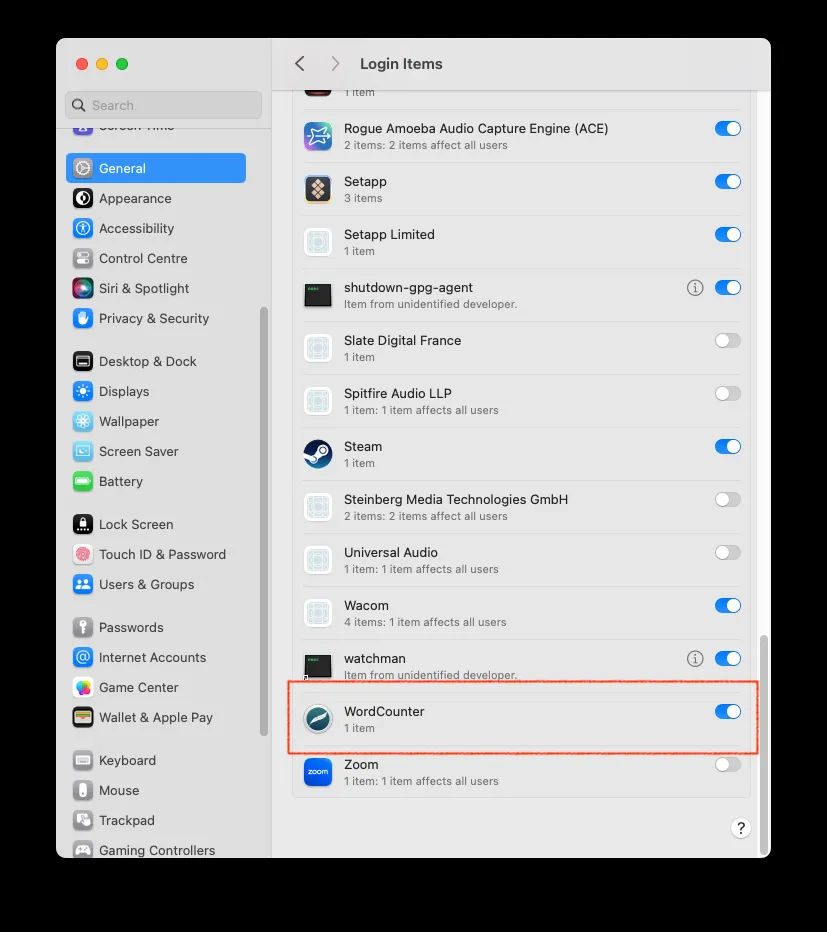 Login Items
Search
Screen Time
General
Appearance
Accessibility
Control Centre
Siri & Spotlight
Privacy & Security
Desktop & Dock
Displays
Wallpaper
Screen Saver
Battery
Lock Screen
Touch ID & Password
Users & Groups
Passwords
Internet Accounts
Game Center
Wallet & Apple Pay
Keyboard
Mouse
Trackpad
Gaming Controllers
1 item
Rogue Amoeba Audio Capture Engine (ACE)
2 items: 2 items affect all users
Setapp
3 items
Setapp Limited
1 item
shutdown-gpg-agent
Item from unidentified developer.
Slate Digital France
1 item
Spitfire Audio LLP
1 item: 1 item affects all users
Steam
1 item
Steinberg Media Technologies GmbH
2 items: 2 items affect all users
Universal Audio
1 item: 1 item affects all users
Wacom
4 items: 1 item affects all users
watchman
Item from unidentified developer.
WordCounter
1 item
zoom
Zoom
1 item: 1 item affects all users
?